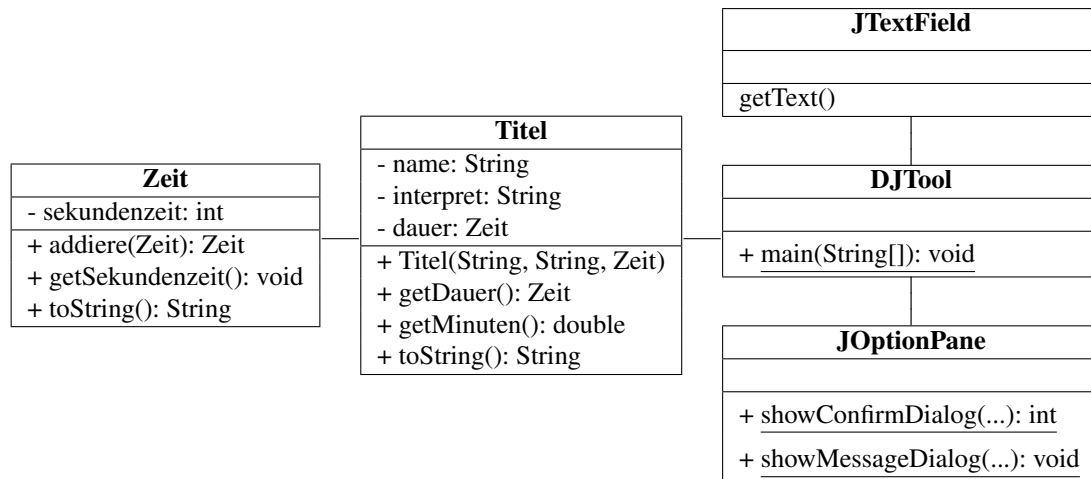 Zeit
- sekundenzeit: int
+ addiere(Zeit): Zeit
+ getSekundenzeit(): void
+ toString(): String
Titel
- name: String
- interpret: String
- dauer: Zeit
+ Titel(String, String, Zeit)
+ getDauer(): Zeit
+ getMinuten(): double
+ toString(): String
JTextField
getText()
DJTool
+ main(String[]): void
JOptionPane
+ showConfirmDialog(...): int
+ showMessageDialog(...): void